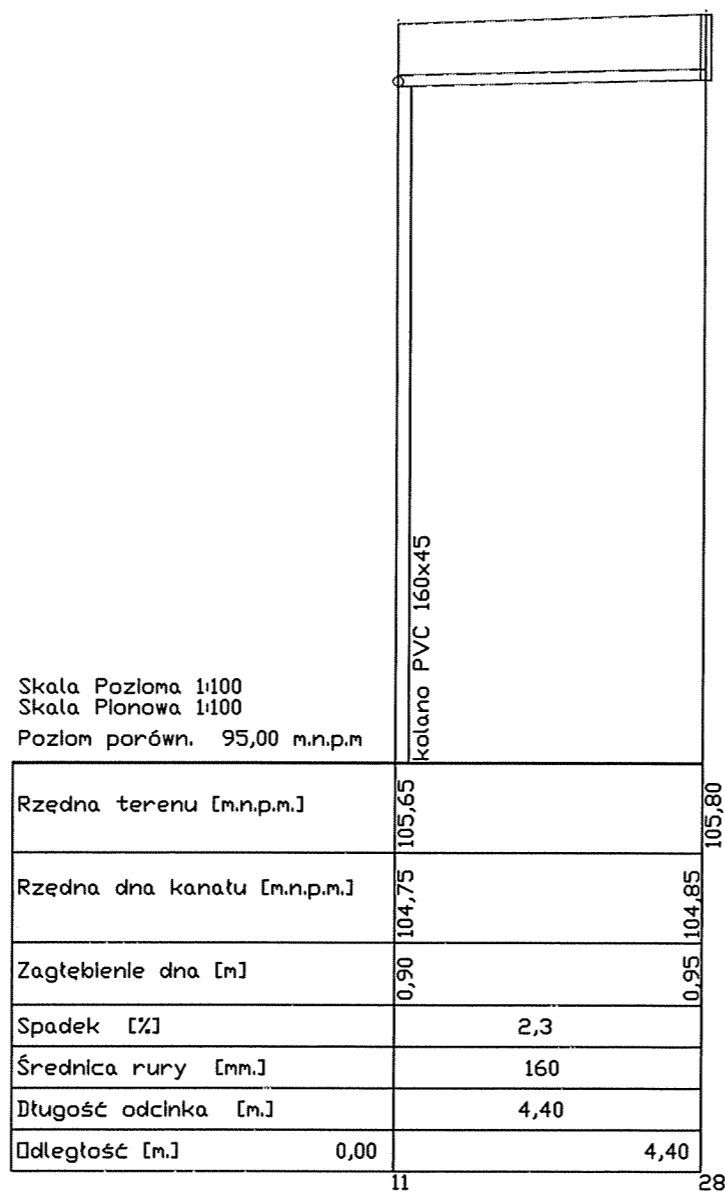 kolano PVC 160x45
Skala Pozioma 1:100
Skala Pionowa 1:100
Poziom porówn. 95,00 m.n.p.m
Rzędna terenu [m.n.p.m.] 105,65 105,80
Rzędna dna kanału [m.n.p.m.] 104,75 104,85
Zagłębienie dna [m] 0,90 0,95
Spadek [%] 2,3
Średnica rury [mm.] 160
Długość odcinka [m.] 4,40
Odległość [m.] 0,00 4,40
11 28